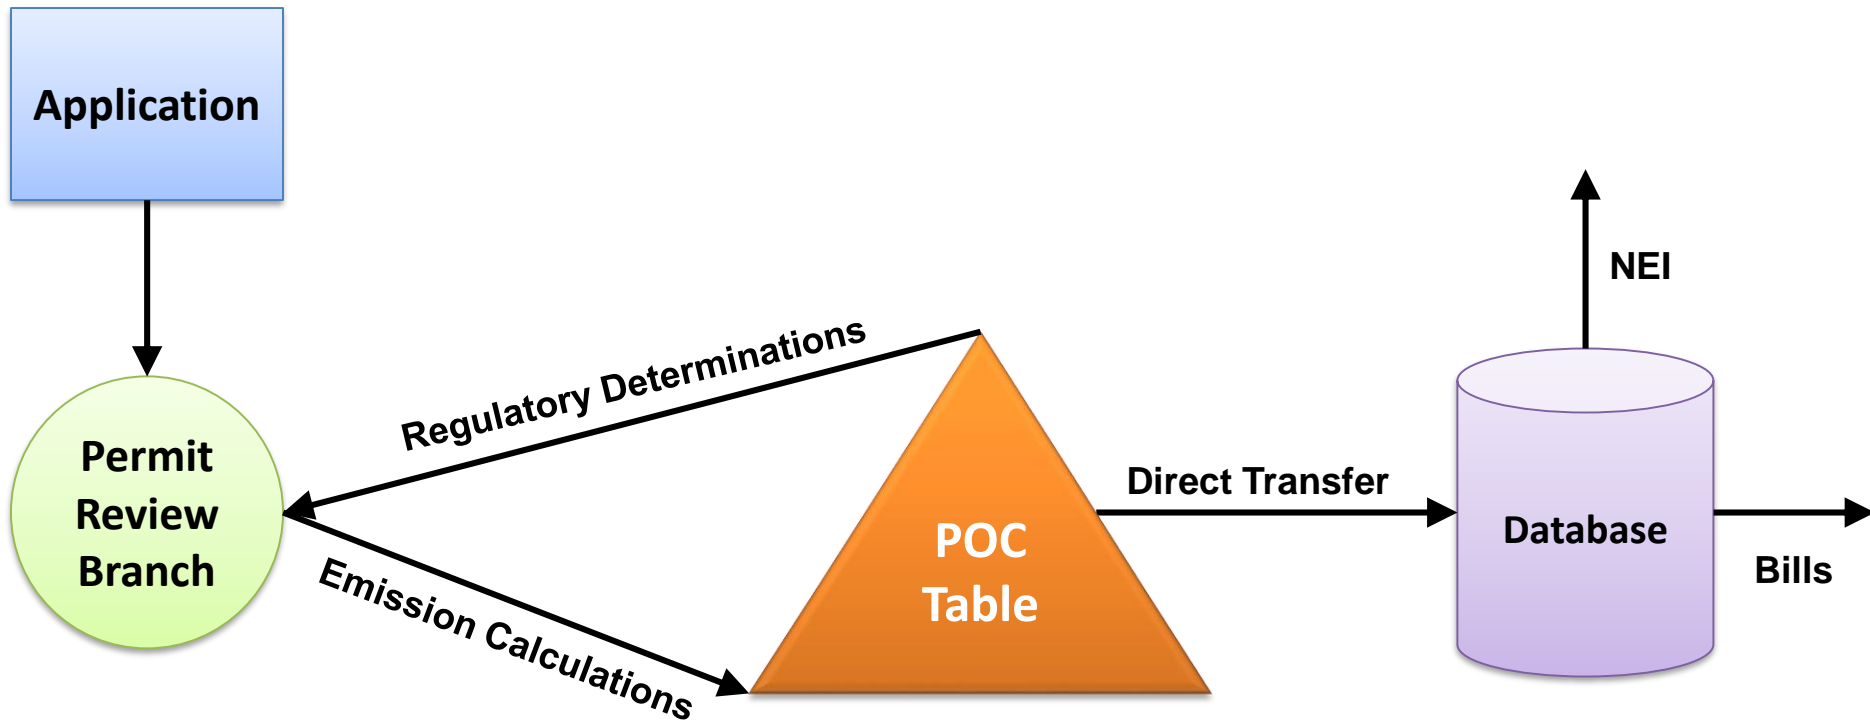 Application
NEI
Regulatory Determinations
Permit
Review
Branch
Direct Transfer
POC
Table
Database
Bills
Emission Calculations